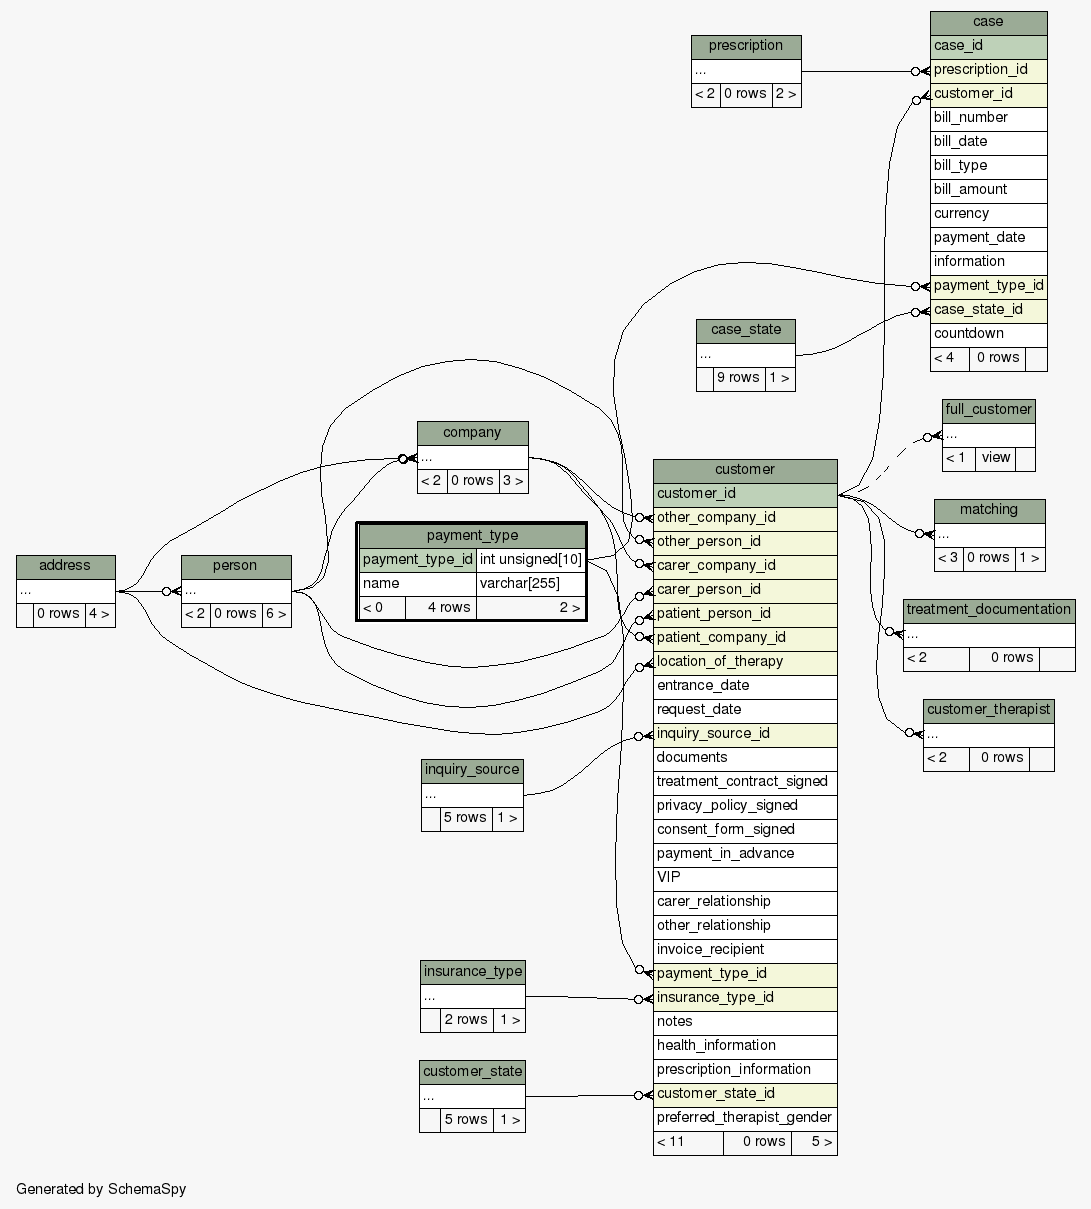 case
case_id
prescription_id
customer_id
bill_number
bill_date
bill_type
bill_amount
currency
payment_date
information
payment_type_id
case_state_id
countdown
< 4 0 rows
prescription
...
< 2 0 rows 2 >
case_state
...
9 rows 1 >
full_customer
...
< 1 view
company
...
< 2 0 rows 3 >
customer
customer_id
other_company_id
other_person_id
carer_company_id
carer_person_id
patient_person_id
patient_company_id
location_of_therapy
entrance_date
request_date
inquiry_source_id
documents
treatment_contract_signed
privacy_policy_signed
consent_form_signed
payment_in_advance
VIP
carer_relationship
other_relationship
invoice_recipient
payment_type_id
insurance_type_id
notes
health_information
prescription_information
customer_state_id
preferred_therapist_gender
< 11 0 rows 5 >
matching
...
< 3 0 rows 1 >
payment_type
payment_type_id int unsigned[10]
name varchar[255]
< 0 4 rows 2 >
address
...
0 rows 4 >
person
...
< 2 0 rows 6 >
treatment_documentation
...
< 2 0 rows
customer_therapist
...
< 2 0 rows
inquiry_source
...
5 rows 1 >
insurance_type
...
2 rows 1 >
customer_state
...
5 rows 1 >
Generated by SchemaSpy